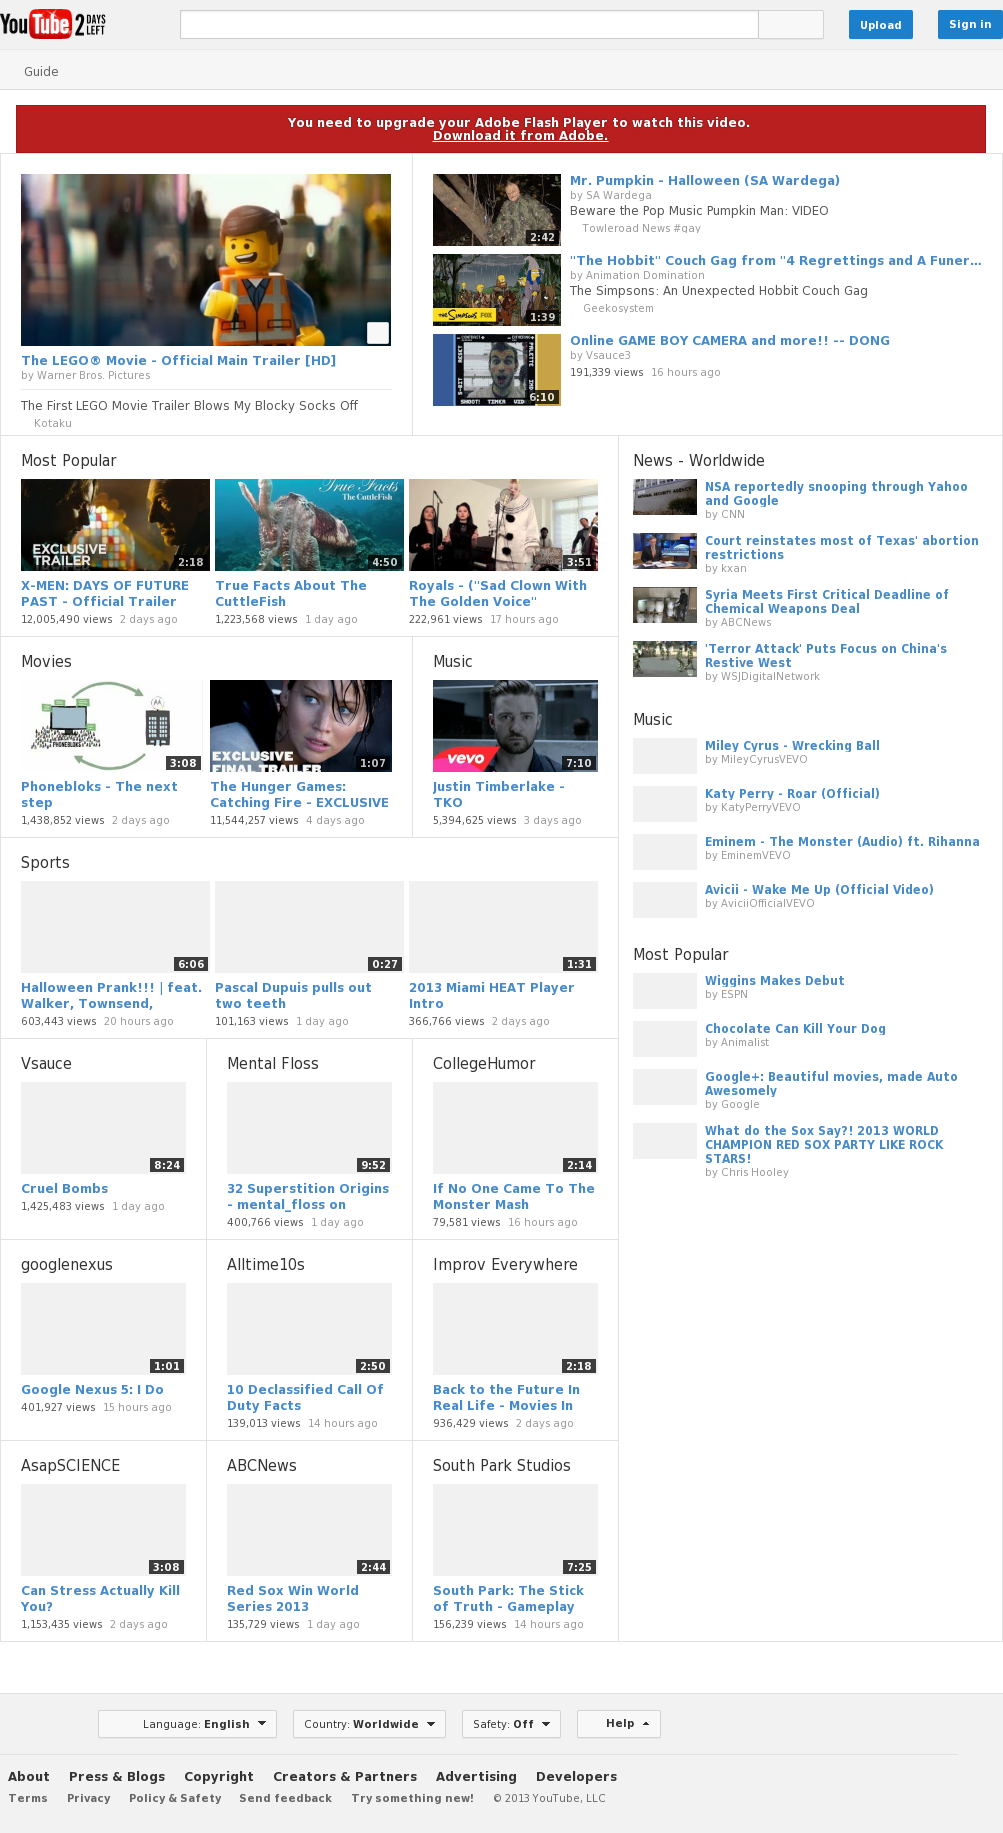 YouTube 2 DAYS LEFT
Upload
Sign in
Guide
You need to upgrade your Adobe Flash Player to watch this video.
Download it from Adobe.
The LEGO® Movie - Official Main Trailer [HD]
by Warner Bros. Pictures
The First LEGO Movie Trailer Blows My Blocky Socks Off
Kotaku
2:42
Mr. Pumpkin - Halloween (SA Wardega)
by SA Wardega
Beware the Pop Music Pumpkin Man: VIDEO
Towleroad News #gay
The Simpsons FOX
1:39
"The Hobbit" Couch Gag from "4 Regrettings and A Funer...
by Animation Domination
The Simpsons: An Unexpected Hobbit Couch Gag
Geekosystem
6:10
Online GAME BOY CAMERA and more!! -- DONG
by Vsauce3
191,339 views 16 hours ago
Most Popular
EXCLUSIVE
TRAILER
2:18
X-MEN: DAYS OF FUTURE
PAST - Official Trailer
12,005,490 views 2 days ago
True Facts
The CuttleFish
4:50
True Facts About The
CuttleFish
1,223,568 views 1 day ago
3:51
Royals - ("Sad Clown With
The Golden Voice"
222,961 views 17 hours ago
Movies
PHONEBLOKS
3:08
Phonebloks - The next
step
1,438,852 views 2 days ago
EXCLUSIVE
FINAL TRAILER
1:07
The Hunger Games:
Catching Fire - EXCLUSIVE
11,544,257 views 4 days ago
Music
vevo
7:10
Justin Timberlake -
TKO
5,394,625 views 3 days ago
Sports
6:06
Halloween Prank!!! | feat.
Walker, Townsend,
603,443 views 20 hours ago
0:27
Pascal Dupuis pulls out
two teeth
101,163 views 1 day ago
1:31
2013 Miami HEAT Player
Intro
366,766 views 2 days ago
Vsauce
8:24
Cruel Bombs
1,425,483 views 1 day ago
Mental Floss
9:52
32 Superstition Origins
- mental_floss on
400,766 views 1 day ago
CollegeHumor
2:14
If No One Came To The
Monster Mash
79,581 views 16 hours ago
googlenexus
1:01
Google Nexus 5: I Do
401,927 views 15 hours ago
Alltime10s
2:50
10 Declassified Call Of
Duty Facts
139,013 views 14 hours ago
Improv Everywhere
2:18
Back to the Future In
Real Life - Movies In
936,429 views 2 days ago
AsapSCIENCE
3:08
Can Stress Actually Kill
You?
1,153,435 views 2 days ago
ABCNews
2:44
Red Sox Win World
Series 2013
135,729 views 1 day ago
South Park Studios
7:25
South Park: The Stick
of Truth - Gameplay
156,239 views 14 hours ago
News - Worldwide
NSA reportedly snooping through Yahoo
and Google
by CNN
Court reinstates most of Texas' abortion
restrictions
by kxan
Syria Meets First Critical Deadline of
Chemical Weapons Deal
by ABCNews
'Terror Attack' Puts Focus on China's
Restive West
by WSJDigitalNetwork
Music
Miley Cyrus - Wrecking Ball
by MileyCyrusVEVO
Katy Perry - Roar (Official)
by KatyPerryVEVO
Eminem - The Monster (Audio) ft. Rihanna
by EminemVEVO
Avicii - Wake Me Up (Official Video)
by AviciiOfficialVEVO
Most Popular
Wiggins Makes Debut
by ESPN
Chocolate Can Kill Your Dog
by Animalist
Google+: Beautiful movies, made Auto
Awesomely
by Google
What do the Sox Say?! 2013 WORLD
CHAMPION RED SOX PARTY LIKE ROCK
STARS!
by Chris Hooley
Language: English
Country: Worldwide
Safety: Off
Help
About Press & Blogs Copyright Creators & Partners Advertising Developers
Terms Privacy Policy & Safety Send feedback Try something new! © 2013 YouTube, LLC